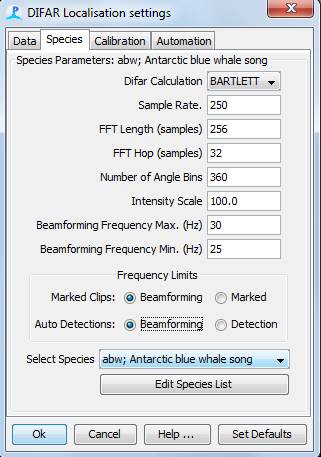 DIFAR Localisation settings
Data Species Calibration Automation
Species Parameters: abw; Antarctic blue whale song
Difar Calculation BARTLETT
Sample Rate. 250
FFT Length (samples) 256
FFT Hop (samples) 32
Number of Angle Bins 360
Intensity Scale 100.0
Beamforming Frequency Max. (Hz) 30
Beamforming Frequency Min. (Hz) 25
Frequency Limits
Marked Clips: Beamforming Marked
Auto Detections: Beamforming Detection
Select Species abw; Antarctic blue whale song
Edit Species List
Ok Cancel Help ... Set Defaults